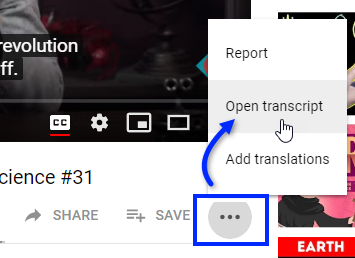 revolution
ff.
Report
CC
Open transcript
Add translations
cience #31
SHARE
SAVE
EARTH